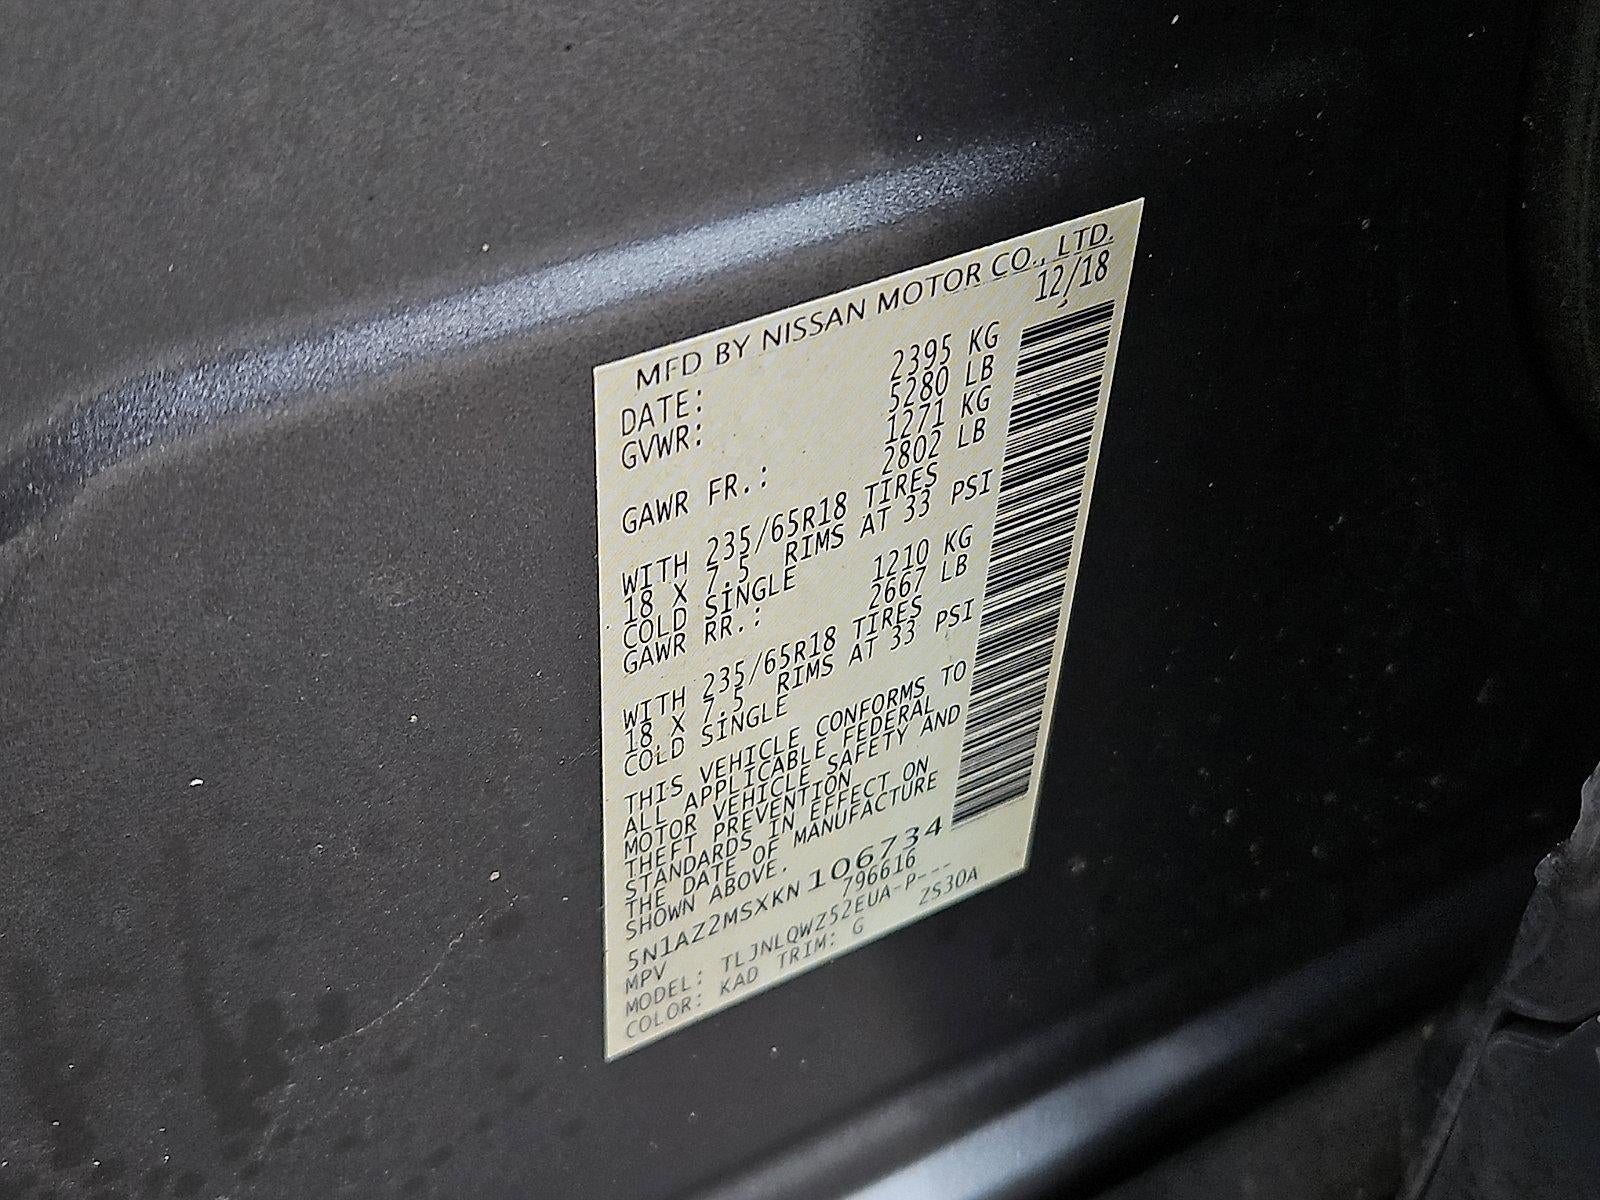 MFD BY NISSAN MOTOR CO., LTD.
DATE: 12/18
GVWR: 2395 KG
5280 LB
GAWR FR.: 1271 KG
2802 LB
WITH 235/65R18 TIRES
18 X 7.5 RIMS AT 33 PSI
COLD SINGLE
GAWR RR.: 1210 KG
2667 LB
WITH 235/65R18 TIRES
18 X 7.5 RIMS AT 33 PSI
COLD SINGLE
THIS VEHICLE CONFORMS TO
ALL APPLICABLE FEDERAL
MOTOR VEHICLE SAFETY AND
THEFT PREVENTION
STANDARDS IN EFFECT ON
THE DATE OF MANUFACTURE
SHOWN ABOVE.
5N1AZ2MSXKN106734
MPV 796616
MODEL: TLJNLQWZ52EUA-P---
COLOR: KAD TRIM: G ZS30A